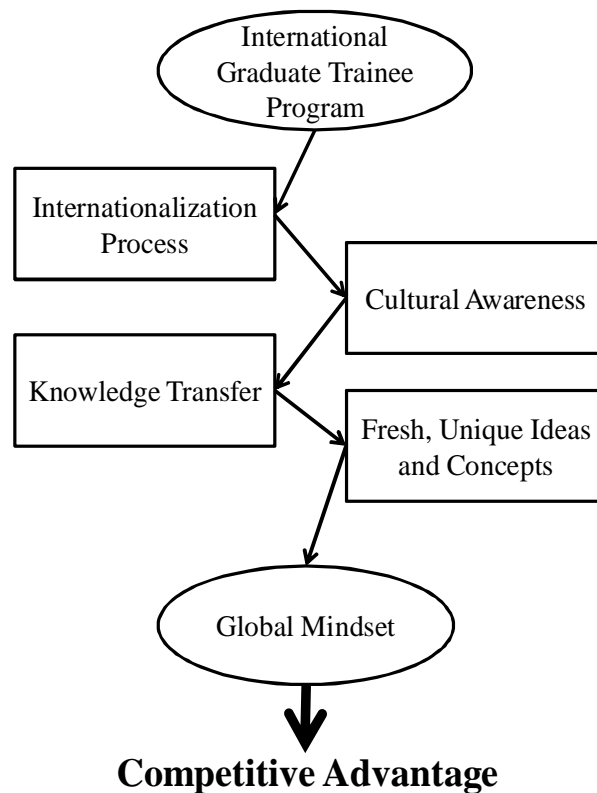 International
Graduate Trainee
Program
Internationalization
Process
Cultural Awareness
Knowledge Transfer
Fresh, Unique Ideas
and Concepts
Global Mindset
Competitive Advantage